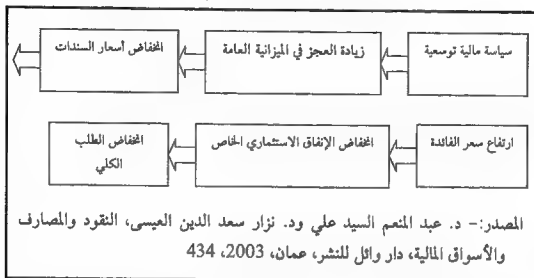 سياسة مالية توسعية
زيادة العجز في الميزانية العامة
انخفاض أسعار السندات
ارتفاع سعر الفائدة
انخفاض الإنفاق الاستثماري الخاص
انخفاض الطلب
الكلي
المصدر:- د. عبد المنعم السيد علي ود. نزار سعد الدين العيسى، النقود والمصارف
والأسواق المالية، دار وائل للنشر، عمان، 2003، 434